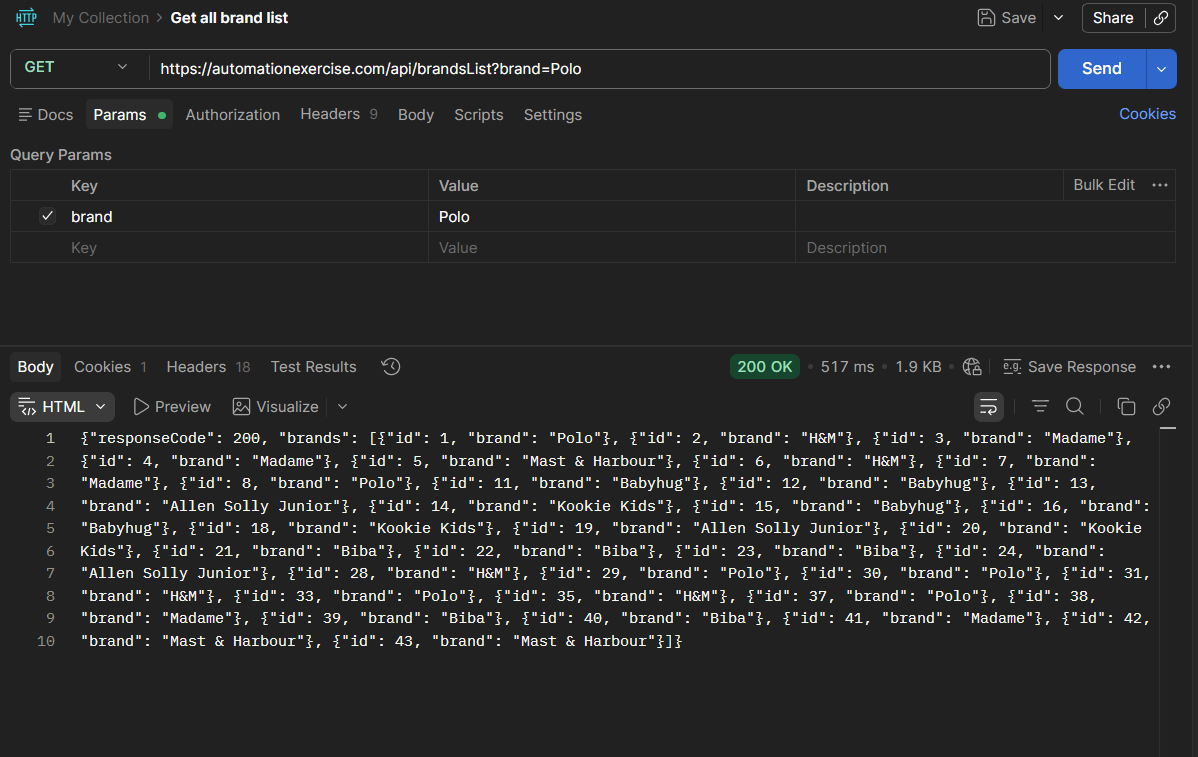 HTTP My Collection > Get all brand list Save Share
GET https://automationexercise.com/api/brandsList?brand=Polo Send
Docs Params Authorization Headers 9 Body Scripts Settings Cookies
Query Params
Key Value Description Bulk Edit
brand Polo
Key Value Description
Body Cookies 1 Headers 18 Test Results 200 OK • 517 ms • 1.9 KB • e.g. Save Response
HTML Preview Visualize
1 {"responseCode": 200, "brands": [{"id": 1, "brand": "Polo"}, {"id": 2, "brand": "H&M"}, {"id": 3, "brand": "Madame"},
2 {"id": 4, "brand": "Madame"}, {"id": 5, "brand": "Mast & Harbour"}, {"id": 6, "brand": "H&M"}, {"id": 7, "brand":
3 "Madame"}, {"id": 8, "brand": "Polo"}, {"id": 11, "brand": "Babyhug"}, {"id": 12, "brand": "Babyhug"}, {"id": 13,
4 "brand": "Allen Solly Junior"}, {"id": 14, "brand": "Kookie Kids"}, {"id": 15, "brand": "Babyhug"}, {"id": 16, "brand":
5 "Babyhug"}, {"id": 18, "brand": "Kookie Kids"}, {"id": 19, "brand": "Allen Solly Junior"}, {"id": 20, "brand": "Kookie
6 Kids"}, {"id": 21, "brand": "Biba"}, {"id": 22, "brand": "Biba"}, {"id": 23, "brand": "Biba"}, {"id": 24, "brand":
7 "Allen Solly Junior"}, {"id": 28, "brand": "H&M"}, {"id": 29, "brand": "Polo"}, {"id": 30, "brand": "Polo"}, {"id": 31,
8 "brand": "H&M"}, {"id": 33, "brand": "Polo"}, {"id": 35, "brand": "H&M"}, {"id": 37, "brand": "Polo"}, {"id": 38,
9 "brand": "Madame"}, {"id": 39, "brand": "Biba"}, {"id": 40, "brand": "Biba"}, {"id": 41, "brand": "Madame"}, {"id": 42,
10 "brand": "Mast & Harbour"}, {"id": 43, "brand": "Mast & Harbour"}]}